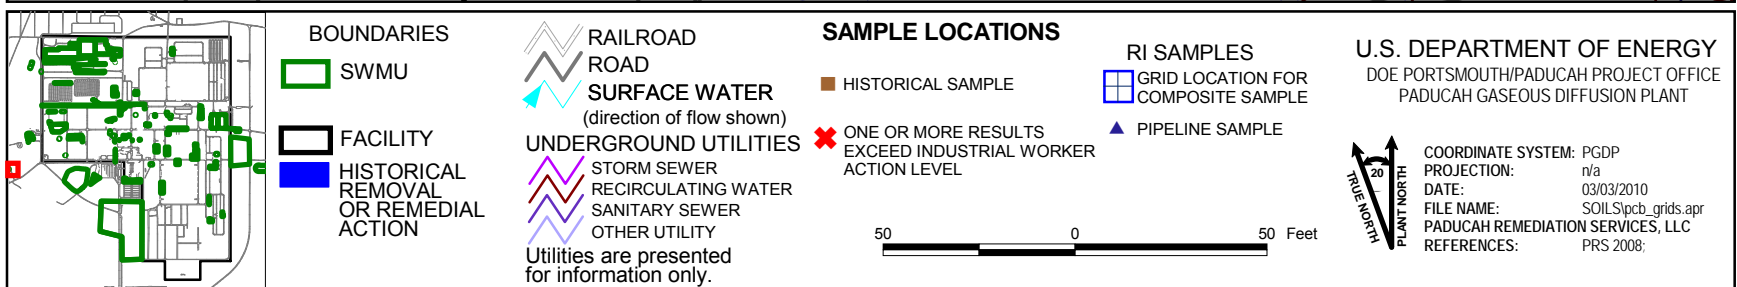 BOUNDARIES
SWMU
FACILITY
HISTORICAL
REMOVAL
OR REMEDIAL
ACTION
RAILROAD
ROAD
SURFACE WATER
(direction of flow shown)
UNDERGROUND UTILITIES
STORM SEWER
RECIRCULATING WATER
SANITARY SEWER
OTHER UTILITY
Utilities are presented
for information only.
SAMPLE LOCATIONS
HISTORICAL SAMPLE
ONE OR MORE RESULTS
EXCEED INDUSTRIAL WORKER
ACTION LEVEL
RI SAMPLES
GRID LOCATION FOR
COMPOSITE SAMPLE
PIPELINE SAMPLE
50 0 50 Feet
U.S. DEPARTMENT OF ENERGY
DOE PORTSMOUTH/PADUCAH PROJECT OFFICE
PADUCAH GASEOUS DIFFUSION PLANT
20
TRUE NORTH
PLANT NORTH
COORDINATE SYSTEM: PGDP
PROJECTION: n/a
DATE: 03/03/2010
FILE NAME: SOILS\pcb_grids.apr
PADUCAH REMEDIATION SERVICES, LLC
REFERENCES: PRS 2008;